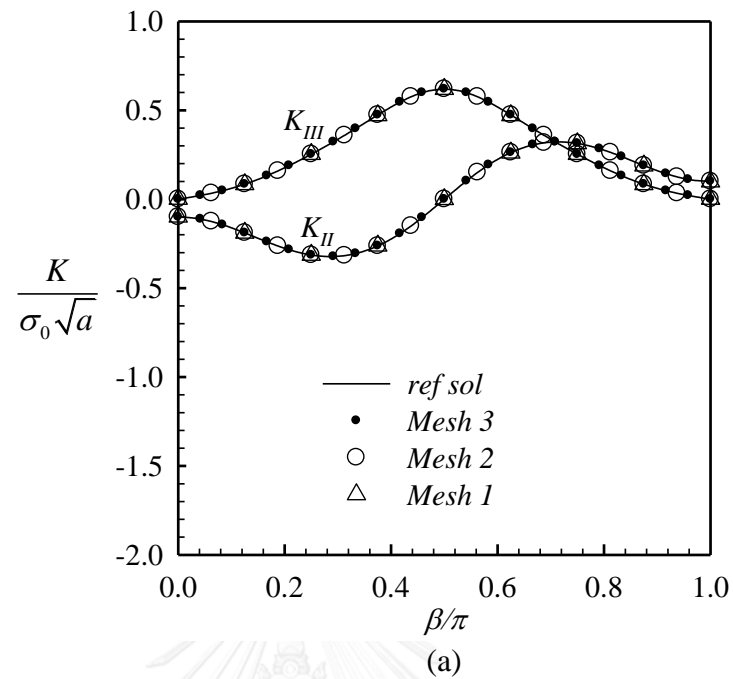 1.0
0.5
0.0
-0.5
-1.0
-1.5
-2.0
K
σ₀√a
K_III
K_II
ref sol
Mesh 3
Mesh 2
Mesh 1
0.0 0.2 0.4 0.6 0.8 1.0
β/π
(a)